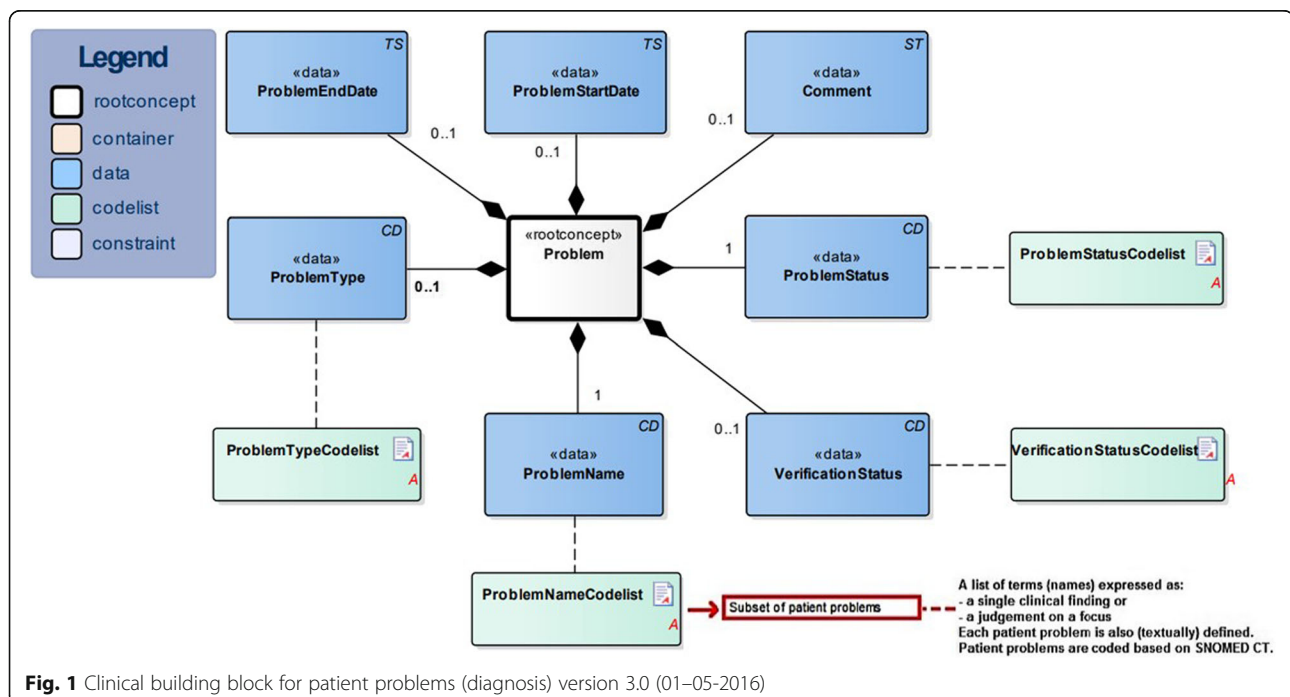 Legend
rootconcept
container
data
codelist
constraint
TS
«data»
ProblemEndDate
TS
«data»
ProblemStartDate
ST
«data»
Comment
0..1
0..1
0..1
CD
«data»
ProblemType
0..1
«rootconcept»
Problem
1
CD
«data»
ProblemStatus
ProblemStatusCodelist
A
1
0..1
ProblemTypeCodelist
A
CD
«data»
ProblemName
CD
«data»
VerificationStatus
VerificationStatusCodelist
A
ProblemNameCodelist
A
Subset of patient problems
A list of terms (names) expressed as:
- a single clinical finding or
- a judgement on a focus
Each patient problem is also (textually) defined.
Patient problems are coded based on SNOMED CT.
Fig. 1 Clinical building block for patient problems (diagnosis) version 3.0 (01–05-2016)